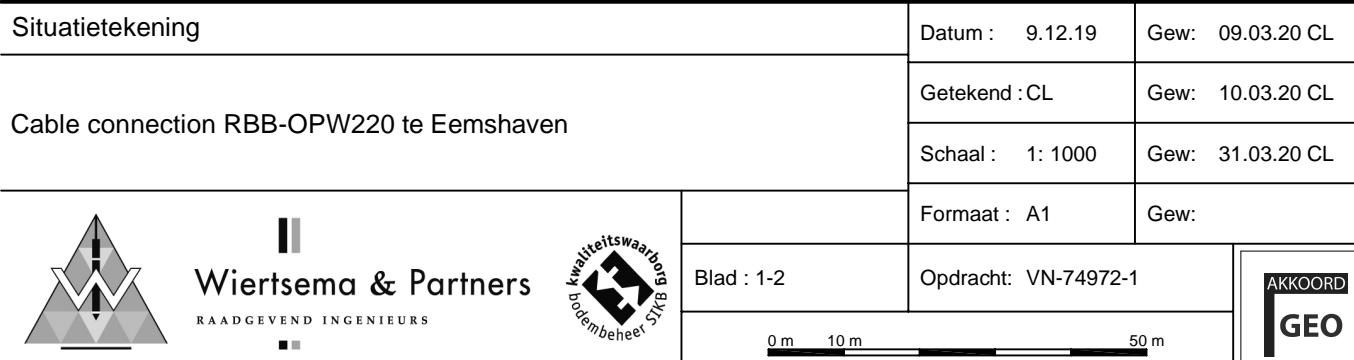 Situatietekening
Datum : 9.12.19
Gew: 09.03.20 CL
Cable connection RBB-OPW220 te Eemshaven
Getekend : CL
Gew: 10.03.20 CL
Schaal : 1: 1000
Gew: 31.03.20 CL
Formaat : A1
Gew:
Wiertsema & Partners
RAADGEVEND INGENIEURS
kwaliteitswaarborg
bodembeheer SIKB
Blad : 1-2
Opdracht: VN-74972-1
0 m 10 m 50 m
AKKOORD
GEO